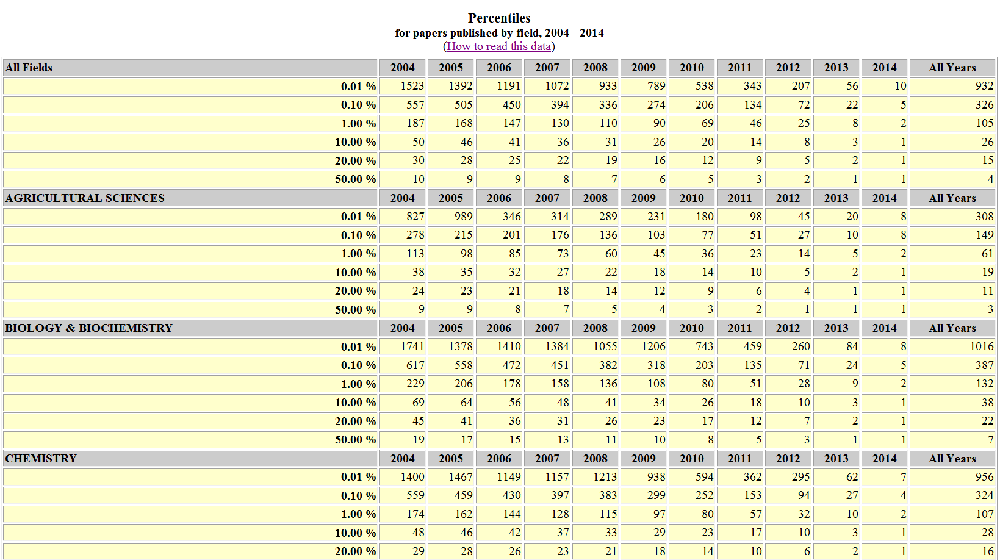 Percentiles
for papers published by field, 2004 - 2014
(How to read this data)
All Fields 2004 2005 2006 2007 2008 2009 2010 2011 2012 2013 2014 All Years
0.01 % 1523 1392 1191 1072 933 789 538 343 207 56 10 932
0.10 % 557 505 450 394 336 274 206 134 72 22 5 326
1.00 % 187 168 147 130 110 90 69 46 25 8 2 105
10.00 % 50 46 41 36 31 26 20 14 8 3 1 26
20.00 % 30 28 25 22 19 16 12 9 5 2 1 15
50.00 % 10 9 9 8 7 6 5 3 2 1 1 4
AGRICULTURAL SCIENCES 2004 2005 2006 2007 2008 2009 2010 2011 2012 2013 2014 All Years
0.01 % 827 989 346 314 289 231 180 98 45 20 8 308
0.10 % 278 215 201 176 136 103 77 51 27 10 8 149
1.00 % 113 98 85 73 60 45 36 23 14 5 2 61
10.00 % 38 35 32 27 22 18 14 10 5 2 1 19
20.00 % 24 23 21 18 14 12 9 6 4 1 1 11
50.00 % 9 9 8 7 5 4 3 2 1 1 1 3
BIOLOGY & BIOCHEMISTRY 2004 2005 2006 2007 2008 2009 2010 2011 2012 2013 2014 All Years
0.01 % 1741 1378 1410 1384 1055 1206 743 459 260 84 8 1016
0.10 % 617 558 472 451 382 318 203 135 71 24 5 387
1.00 % 229 206 178 158 136 108 80 51 28 9 2 132
10.00 % 69 64 56 48 41 34 26 18 10 3 1 38
20.00 % 45 41 36 31 26 23 17 12 7 2 1 22
50.00 % 19 17 15 13 11 10 8 5 3 1 1 7
CHEMISTRY 2004 2005 2006 2007 2008 2009 2010 2011 2012 2013 2014 All Years
0.01 % 1400 1467 1149 1157 1213 938 594 362 295 62 7 956
0.10 % 559 459 430 397 383 299 252 153 94 27 4 324
1.00 % 174 162 144 128 115 97 80 57 32 10 2 107
10.00 % 48 46 42 37 33 29 23 17 10 3 1 28
20.00 % 29 28 26 23 21 18 14 10 6 2 1 16